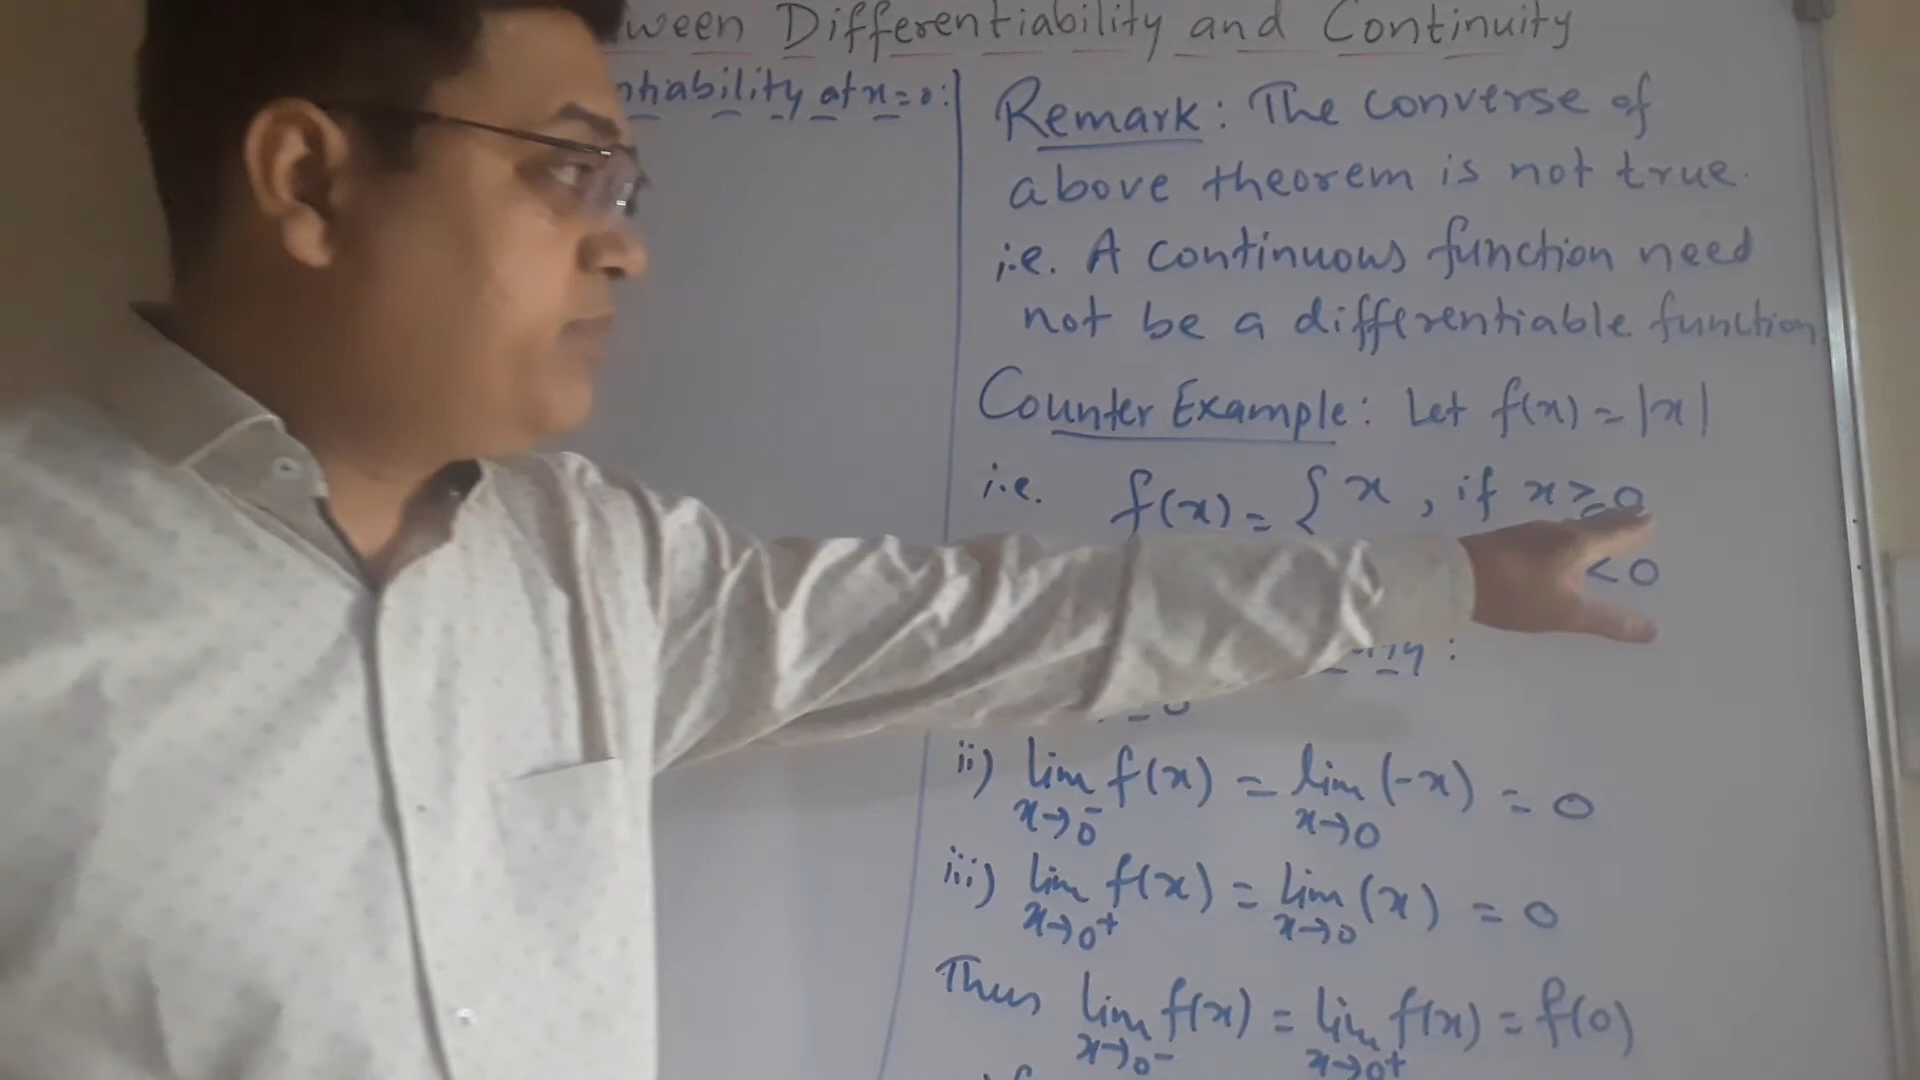 Differentiability and Continuity
at x=0:
Remark: The converse of
above theorem is not true.
i.e. A continuous function need
not be a differentiable function
Counter Example: Let f(x) = |x|
i.e. f(x) = { x , if x ≥ 0
< 0
ii) lim x→0⁻ f(x) = lim x→0 (-x) = 0
iii) lim x→0+ f(x) = lim x→0 (x) = 0
Thus lim x→0- f(x) = lim x→0+ f(x) = f(0)